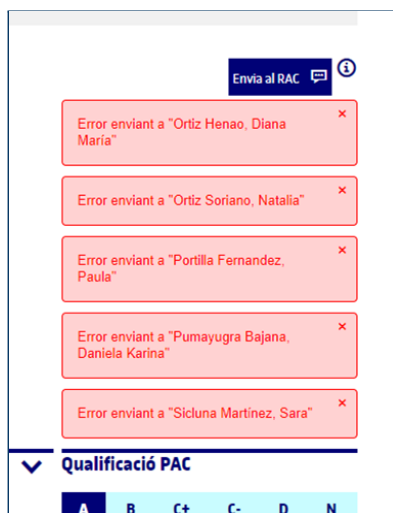 Envia al RAC
Error enviant a "Ortiz Henao, Diana
María"
×
Error enviant a "Ortiz Soriano, Natalia"
×
Error enviant a "Portilla Fernandez,
Paula"
×
Error enviant a "Pumayugra Bajana,
Daniela Karina"
×
Error enviant a "Sicluna Martínez, Sara"
×
Qualificació PAC
A B C+ C- D N